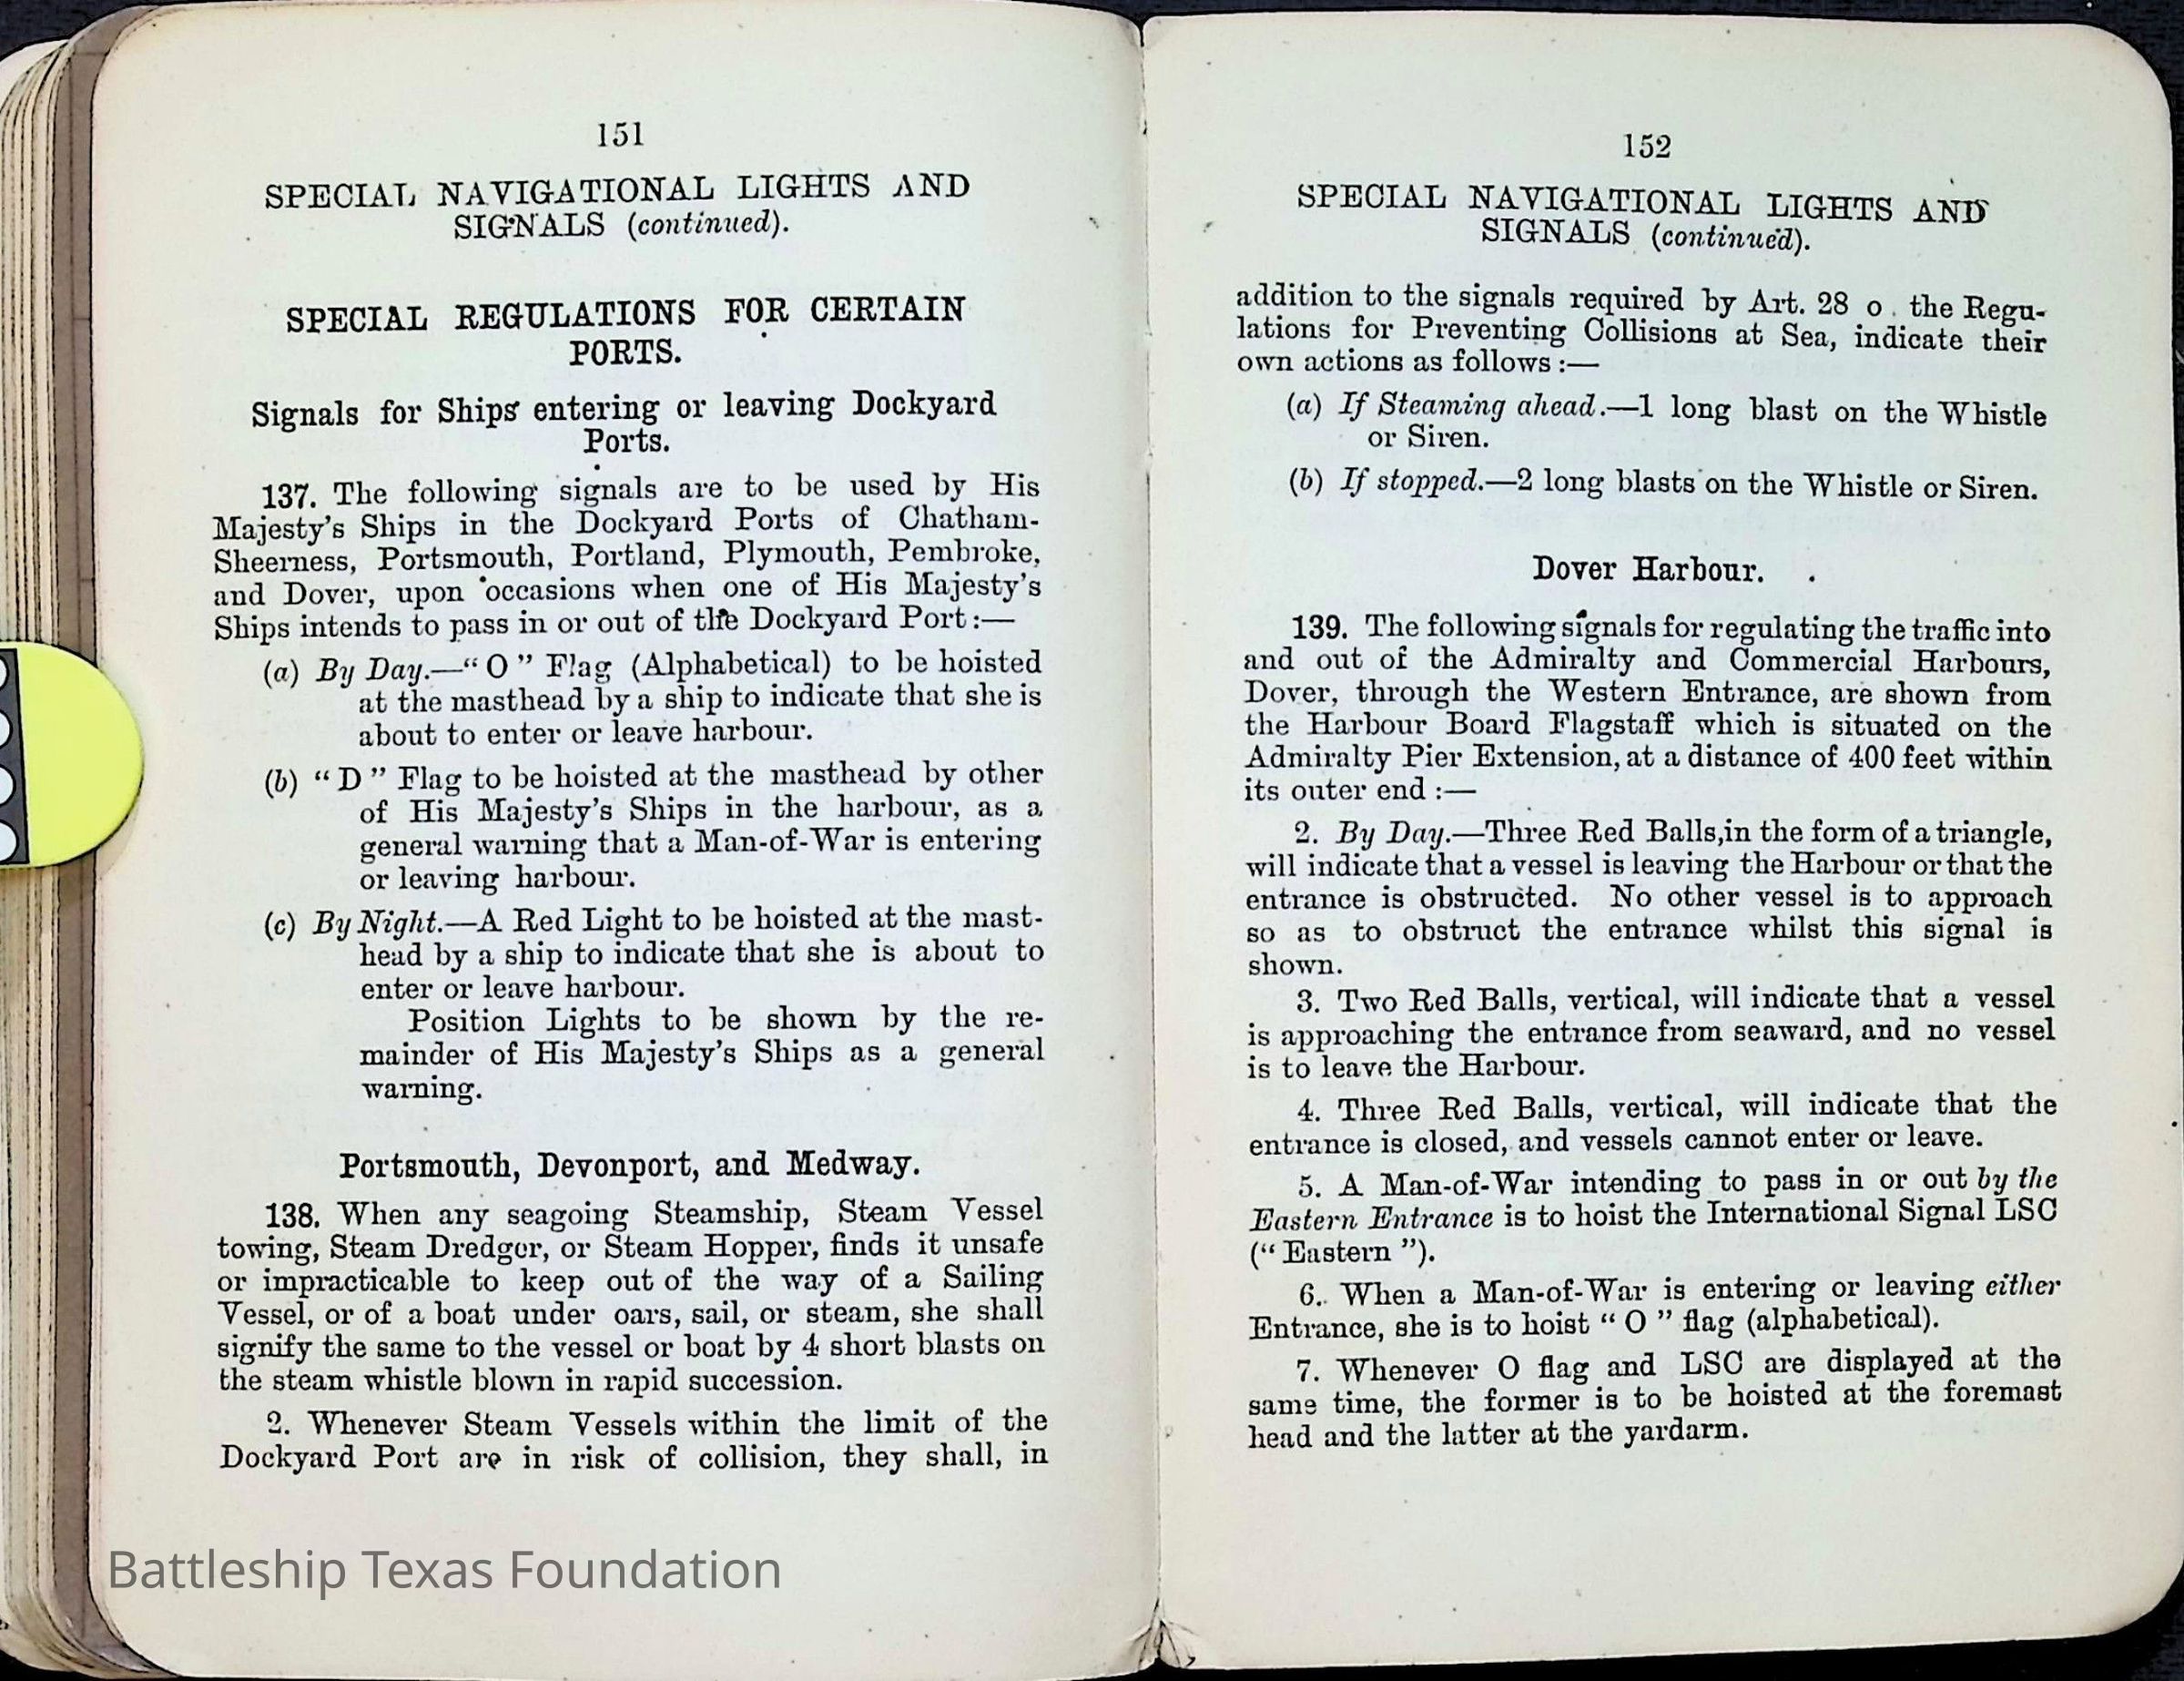 151
SPECIAL NAVIGATIONAL LIGHTS AND
SIGNALS (continued).
SPECIAL REGULATIONS FOR CERTAIN
PORTS.
Signals for Ships entering or leaving Dockyard
Ports.
137. The following signals are to be used by His
Majesty's Ships in the Dockyard Ports of Chatham-
Sheerness, Portsmouth, Portland, Plymouth, Pembroke,
and Dover, upon occasions when one of His Majesty's
Ships intends to pass in or out of the Dockyard Port:—
(a) By Day.—“O” Flag (Alphabetical) to be hoisted
at the masthead by a ship to indicate that she is
about to enter or leave harbour.
(b) “D” Flag to be hoisted at the masthead by other
of His Majesty's Ships in the harbour, as a
general warning that a Man-of-War is entering
or leaving harbour.
(c) By Night.—A Red Light to be hoisted at the mast-
head by a ship to indicate that she is about to
enter or leave harbour.
Position Lights to be shown by the re-
mainder of His Majesty's Ships as a general
warning.
Portsmouth, Devonport, and Medway.
138. When any seagoing Steamship, Steam Vessel
towing, Steam Dredger, or Steam Hopper, finds it unsafe
or impracticable to keep out of the way of a Sailing
Vessel, or of a boat under oars, sail, or steam, she shall
signify the same to the vessel or boat by 4 short blasts on
the steam whistle blown in rapid succession.
2. Whenever Steam Vessels within the limit of the
Dockyard Port are in risk of collision, they shall, in
Battleship Texas Foundation
152
SPECIAL NAVIGATIONAL LIGHTS AND
SIGNALS (continued).
addition to the signals required by Art. 28 o. the Regu-
lations for Preventing Collisions at Sea, indicate their
own actions as follows:—
(a) If Steaming ahead.—1 long blast on the Whistle
or Siren.
(b) If stopped.—2 long blasts on the Whistle or Siren.
Dover Harbour.
139. The following signals for regulating the traffic into
and out of the Admiralty and Commercial Harbours,
Dover, through the Western Entrance, are shown from
the Harbour Board Flagstaff which is situated on the
Admiralty Pier Extension, at a distance of 400 feet within
its outer end:—
2. By Day.—Three Red Balls, in the form of a triangle,
will indicate that a vessel is leaving the Harbour or that the
entrance is obstructed. No other vessel is to approach
so as to obstruct the entrance whilst this signal is
shown.
3. Two Red Balls, vertical, will indicate that a vessel
is approaching the entrance from seaward, and no vessel
is to leave the Harbour.
4. Three Red Balls, vertical, will indicate that the
entrance is closed, and vessels cannot enter or leave.
5. A Man-of-War intending to pass in or out by the
Eastern Entrance is to hoist the International Signal LSC
(“Eastern”).
6. When a Man-of-War is entering or leaving either
Entrance, she is to hoist “O” flag (alphabetical).
7. Whenever O flag and LSC are displayed at the
same time, the former is to be hoisted at the foremast
head and the latter at the yardarm.